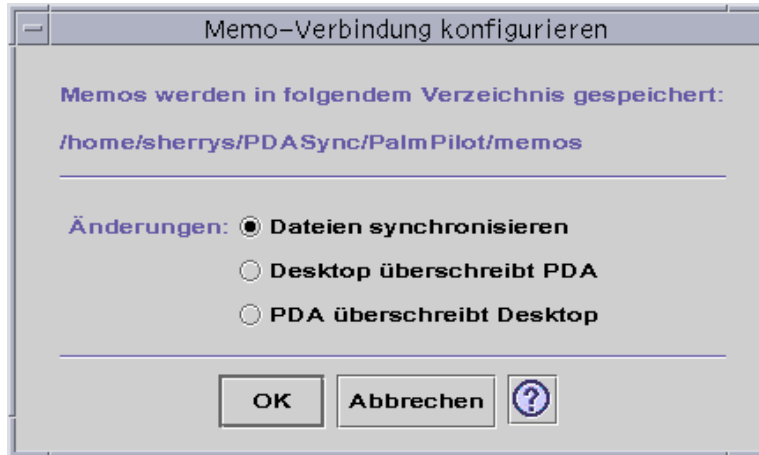 Memo-Verbindung konfigurieren
Memos werden in folgendem Verzeichnis gespeichert:
/home/sherrys/PDASync/PalmPilot/memos
Änderungen: Dateien synchronisieren
Desktop überschreibt PDA
PDA überschreibt Desktop
OK Abbrechen ?